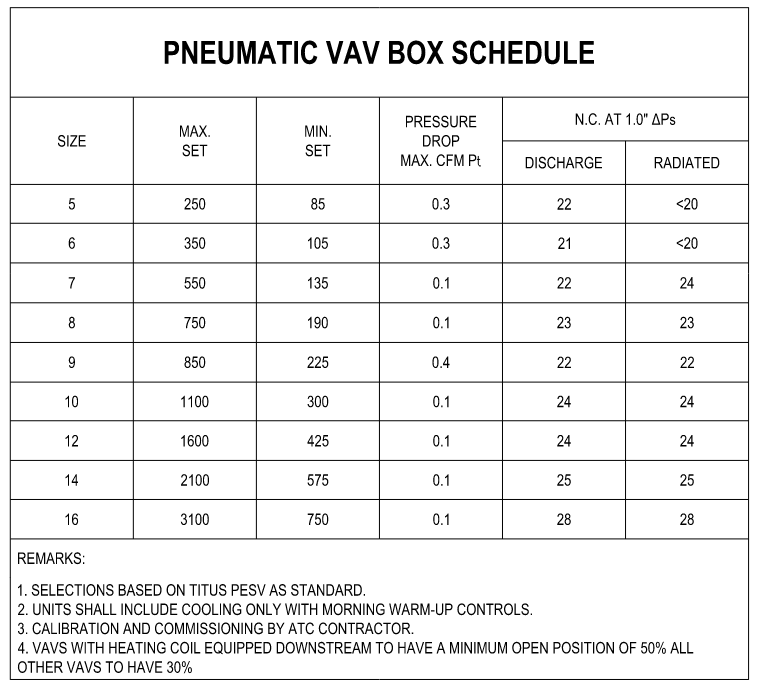 PNEUMATIC VAV BOX SCHEDULE
SIZE
MAX. SET
MIN. SET
PRESSURE DROP MAX. CFM Pt
N.C. AT 1.0" ΔPs
DISCHARGE RADIATED
5 250 85 0.3 22 <20
6 350 105 0.3 21 <20
7 550 135 0.1 22 24
8 750 190 0.1 23 23
9 850 225 0.4 22 22
10 1100 300 0.1 24 24
12 1600 425 0.1 24 24
14 2100 575 0.1 25 25
16 3100 750 0.1 28 28
REMARKS:
1. SELECTIONS BASED ON TITUS PESV AS STANDARD.
2. UNITS SHALL INCLUDE COOLING ONLY WITH MORNING WARM-UP CONTROLS.
3. CALIBRATION AND COMMISSIONING BY ATC CONTRACTOR.
4. VAVS WITH HEATING COIL EQUIPPED DOWNSTREAM TO HAVE A MINIMUM OPEN POSITION OF 50% ALL
OTHER VAVS TO HAVE 30%